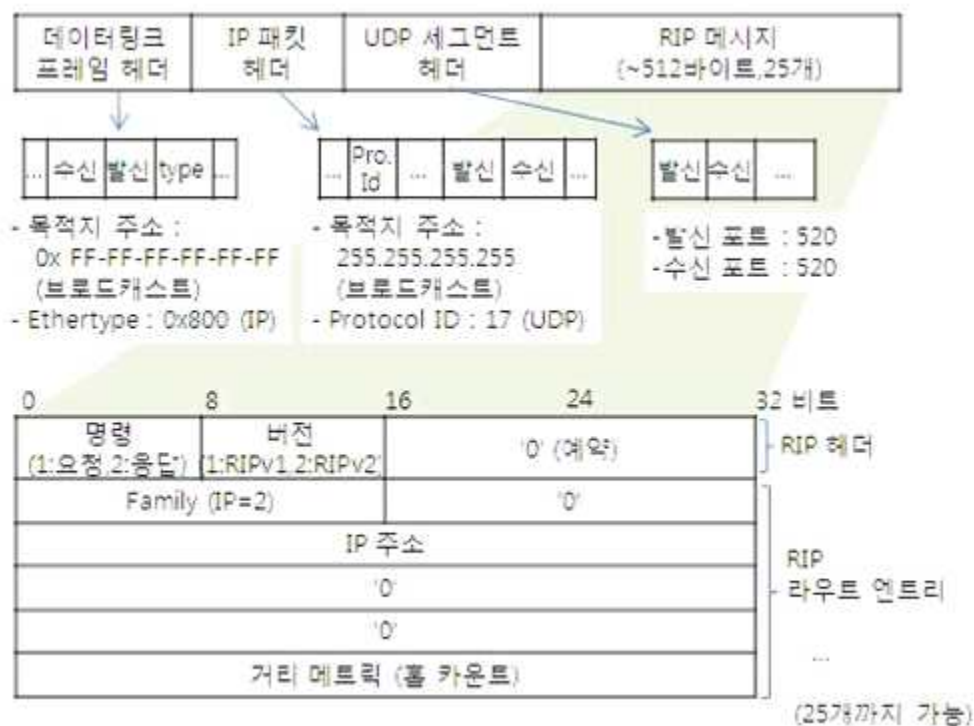 데이터링크
프레임 헤더
IP 패킷
헤더
UDP 세그먼트
헤더
RIP 메시지
(~512바이트,25개)
... 수신 발신 type ...
... Pro. Id ... 발신 수신 ...
발신 수신 ...
- 목적지 주소 :
0x FF-FF-FF-FF-FF-FF
(브로드캐스트)
- Ethertype : 0x800 (IP)
- 목적지 주소 :
255.255.255.255
(브로드캐스트)
- Protocol ID : 17 (UDP)
-발신 포트 : 520
-수신 포트 : 520
0 8 16 24 32 비트
명령
(1:요청,2:응답)
버전
(1:RIPv1,2:RIPv2)
'0' (예약)
RIP 헤더
Family (IP=2)
'0'
IP 주소
'0'
'0'
거리 메트릭 (홉 카운트)
RIP
라우트 엔트리
...
(25개까지 가능)